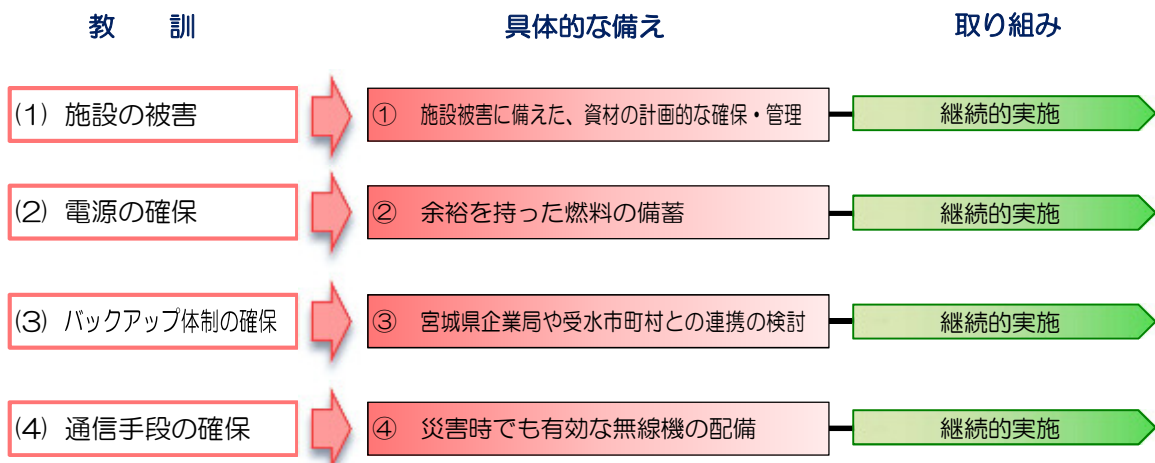 教 訓 具体的な備え 取り組み
(1) 施設の被害 ① 施設被害に備えた、資材の計画的な確保・管理 継続的実施
(2) 電源の確保 ② 余裕を持った燃料の備蓄 継続的実施
(3) バックアップ体制の確保 ③ 宮城県企業局や受水市町村との連携の検討 継続的実施
(4) 通信手段の確保 ④ 災害時でも有効な無線機の配備 継続的実施